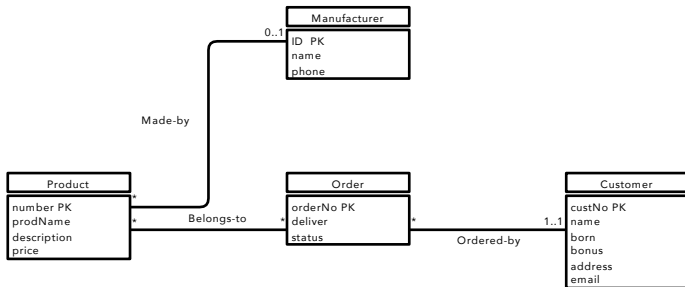 Manufacturer
0..1
ID PK
name
phone
Made-by
Product
number PK
prodName
description
price
*
*
Belongs-to
*
Order
orderNo PK
deliver
status
*
Ordered-by
1..1
Customer
custNo PK
name
born
bonus
address
email